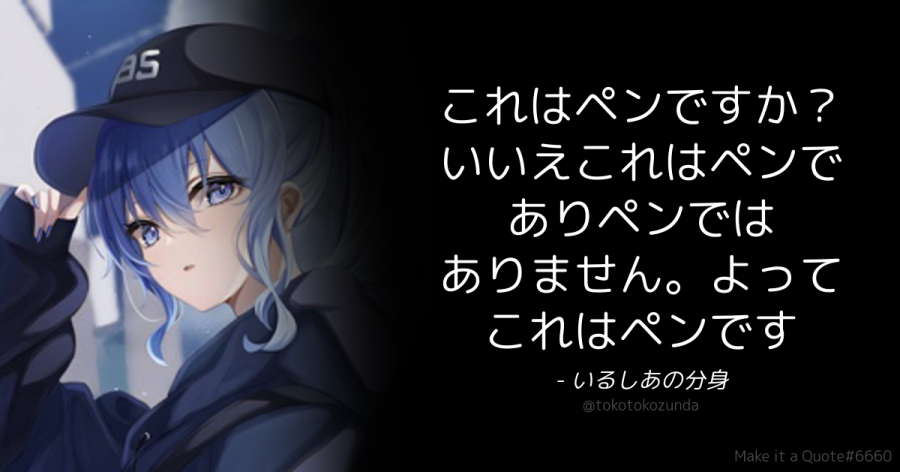 as
これはペンですか？
いいえこれはペンで
ありペンでは
ありません。よって
これはペンです
- いるしあの分身
@tokotokozunda
Make it a Quote#6660